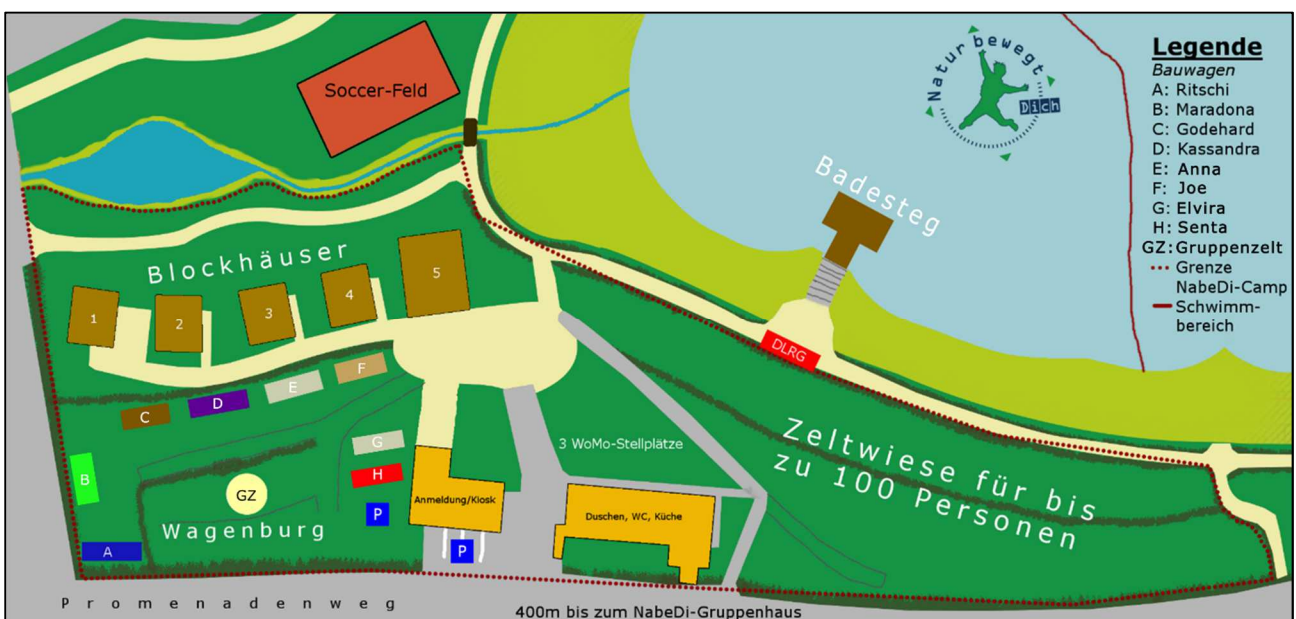 Soccer-Feld
Natur bewegt
Dich
Legende
Bauwagen
A: Ritschi
B: Maradona
C: Godehard
D: Kassandra
E: Anna
F: Joe
G: Elvira
H: Senta
GZ: Gruppenzelt
Grenze
NabeDi-Camp
Schwimm-
bereich
Badesteg
Blockhäuser
1
2
3
4
5
DLRG
C
D
E
F
B
G
H
GZ
A
Wagenburg
P
Anmeldung/Kiosk
P
3 WoMo-Stellplätze
Duschen, WC, Küche
Zeltwiese für bis
zu 100 Personen
Promenadenweg
400m bis zum NabeDi-Gruppenhaus